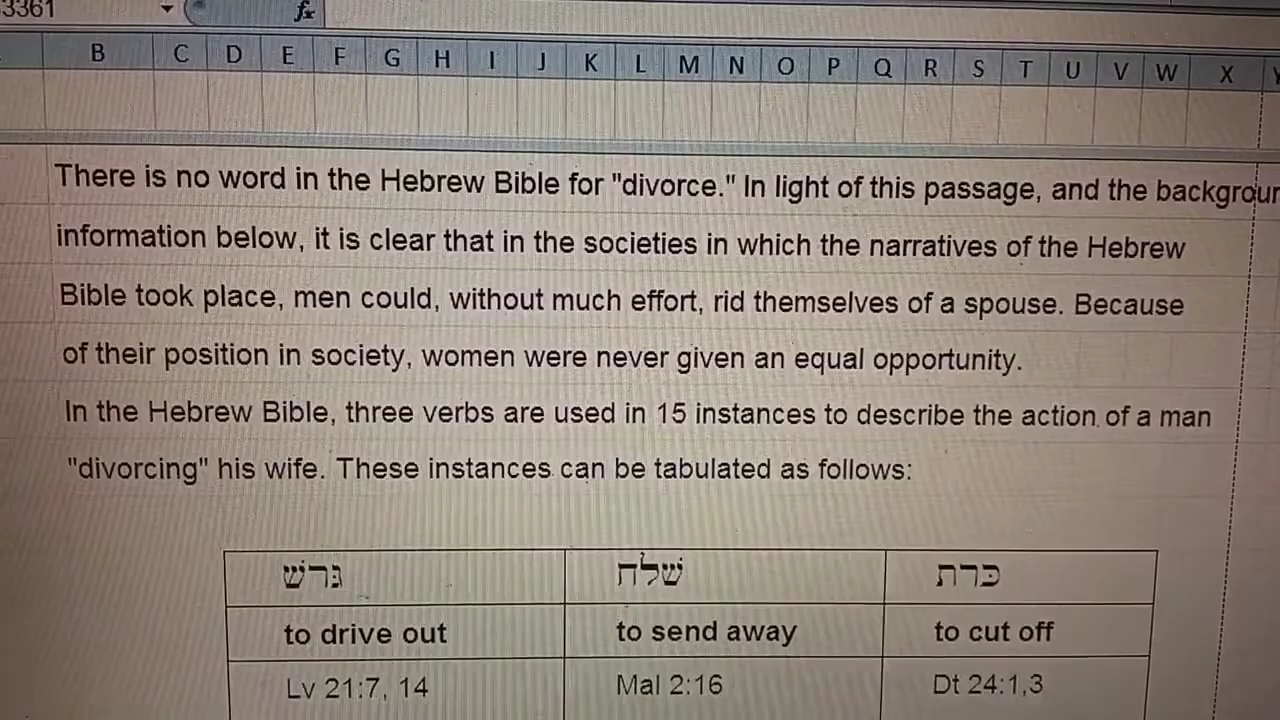 3361
fx
B C D E F G H I J K L M N O P Q R S T U V W X
There is no word in the Hebrew Bible for "divorce." In light of this passage, and the
information below, it is clear that in the societies in which the narratives of the Hebrew
Bible took place, men could, without much effort, rid themselves of a spouse. Because
of their position in society, women were never given an equal opportunity.
In the Hebrew Bible, three verbs are used in 15 instances to describe the action of a man
"divorcing" his wife. These instances can be tabulated as follows:
גּרשׁ שׁלח כּרת
to drive out to send away to cut off
Lv 21:7, 14 Mal 2:16 Dt 24:1,3